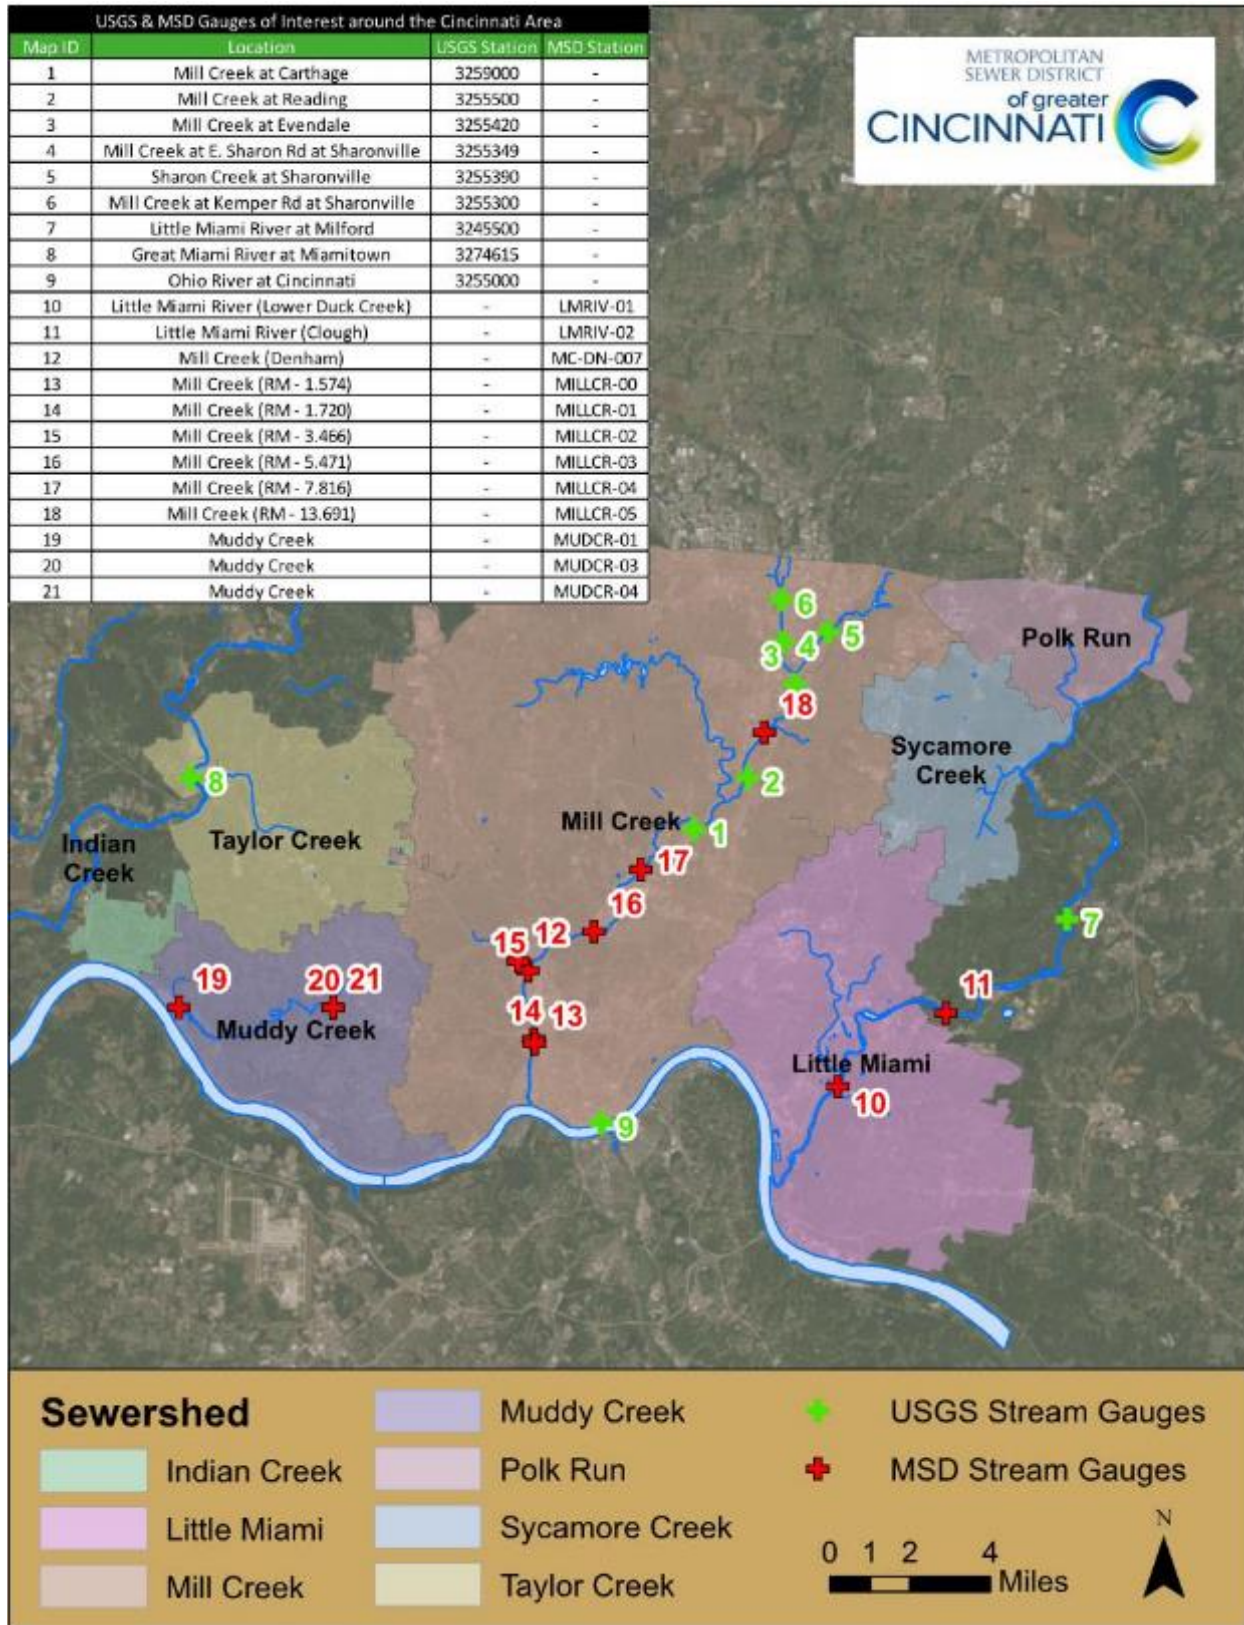 USGS & MSD Gauges of Interest around the Cincinnati Area
Map ID Location USGS Station MSD Station
1 Mill Creek at Carthage 3259000 -
2 Mill Creek at Reading 3255500 -
3 Mill Creek at Evendale 3255420 -
4 Mill Creek at E. Sharon Rd at Sharonville 3255349 -
5 Sharon Creek at Sharonville 3255390 -
6 Mill Creek at Kemper Rd at Sharonville 3255300 -
7 Little Miami River at Milford 3245500 -
8 Great Miami River at Miamitown 3274615 -
9 Ohio River at Cincinnati 3255000 -
10 Little Miami River (Lower Duck Creek) - LMRIV-01
11 Little Miami River (Clough) - LMRIV-02
12 Mill Creek (Denham) - MC-DN-007
13 Mill Creek (RM - 1.574) - MILLCR-00
14 Mill Creek (RM - 1.720) - MILLCR-01
15 Mill Creek (RM - 3.466) - MILLCR-02
16 Mill Creek (RM - 5.471) - MILLCR-03
17 Mill Creek (RM - 7.816) - MILLCR-04
18 Mill Creek (RM - 13.691) - MILLCR-05
19 Muddy Creek - MUDCR-01
20 Muddy Creek - MUDCR-03
21 Muddy Creek - MUDCR-04
METROPOLITAN
SEWER DISTRICT
of greater
CINCINNATI
6
3 4 5
Polk Run
18
Sycamore
Creek
8
2
Indian
Creek
Taylor Creek
Mill Creek
1
17
16
7
15 12
19
20 21
11
Muddy Creek
14 13
Little Miami
10
9
Sewershed
Indian Creek
Little Miami
Mill Creek
Muddy Creek
Polk Run
Sycamore Creek
Taylor Creek
USGS Stream Gauges
MSD Stream Gauges
0 1 2 4
Miles
N